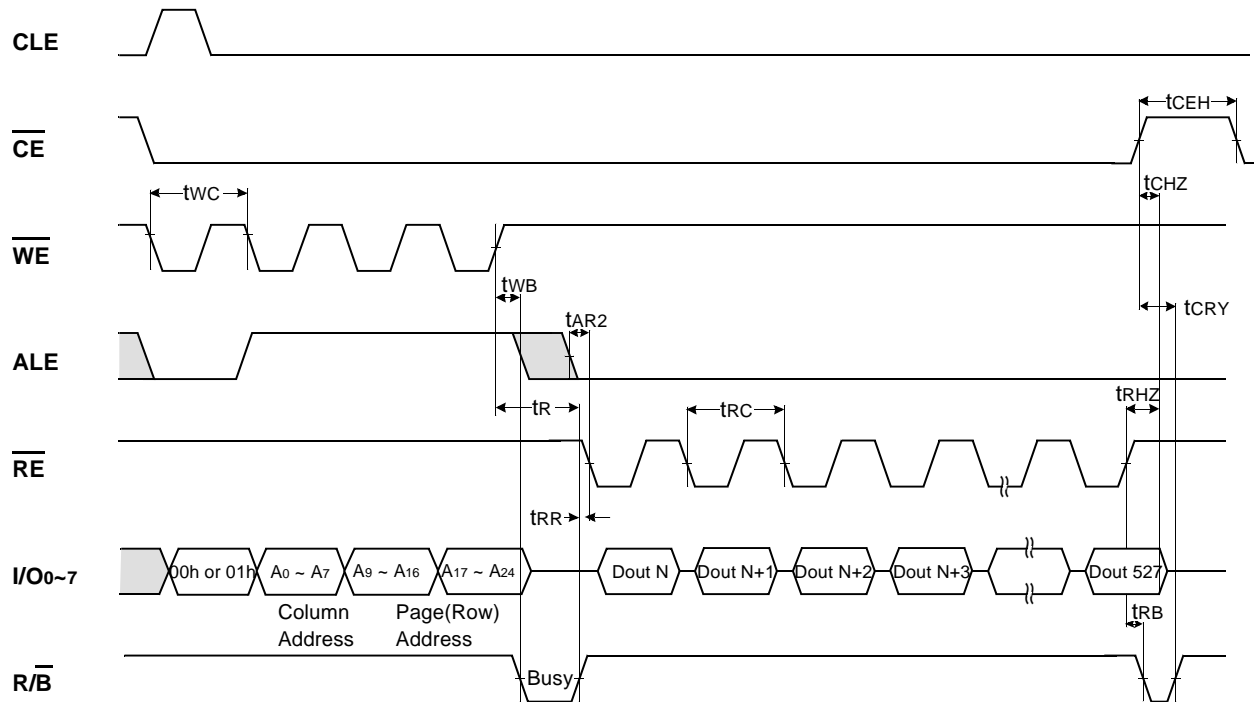 CLE
tCEH
CE
tCHZ
tWC
WE
tWB
tCRY
tAR2
ALE
tR
tRC
tRHZ
RE
tRR
I/O0~7
00h or 01h
A0 ~ A7
A9 ~ A16
A17 ~ A24
Dout N
Dout N+1
Dout N+2
Dout N+3
Dout 527
Column
Address
Page(Row)
Address
tRB
R/B
Busy